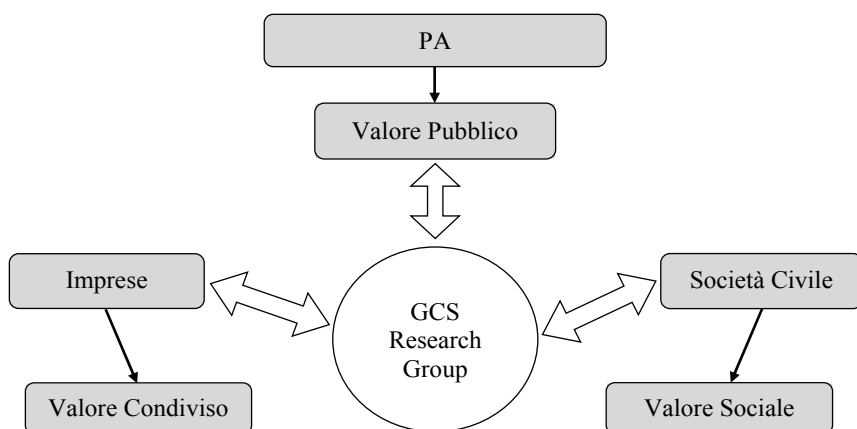 PA
Valore Pubblico
Imprese
GCS
Research
Group
Società Civile
Valore Condiviso
Valore Sociale